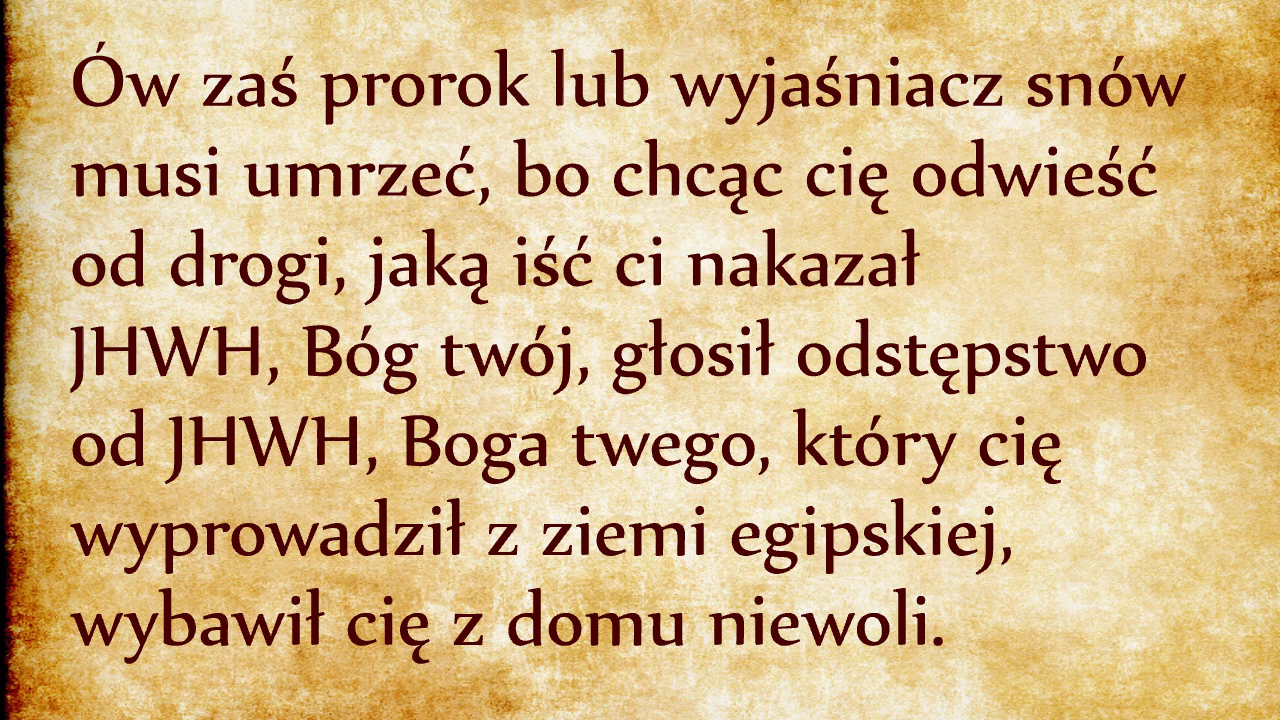 Ów zaś prorok lub wyjaśniacz snów
musi umrzeć, bo chcąc cię odwieść
od drogi, jaką iść ci nakazał
JHWH, Bóg twój, głosił odstępstwo
od JHWH, Boga twego, który cię
wyprowadził z ziemi egipskiej,
wybawił cię z domu niewoli.